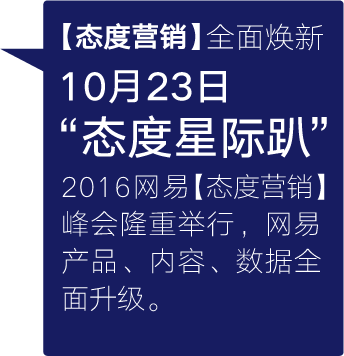 【态度营销】全面焕新
10月23日
“态度星际趴”
2016网易【态度营销】
峰会隆重举行，网易
产品、内容、数据全
面升级。